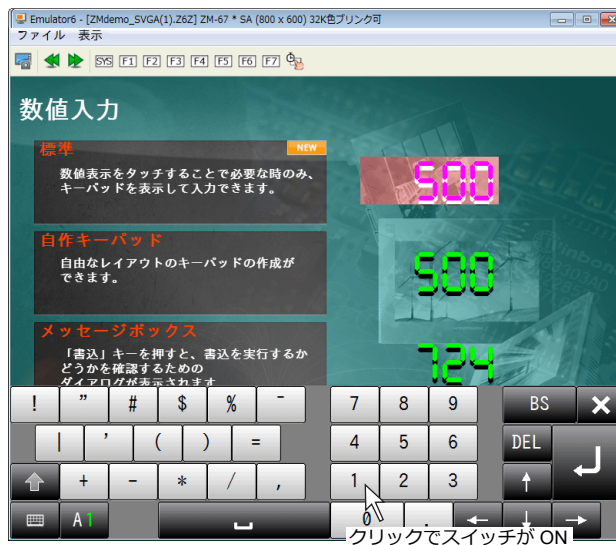 Emulator6 - [ZMdemo_SVGA(1).Z6Z] ZM-67 * SA (800 x 600) 32K色ブリンク可
ファイル 表示
SYS F1 F2 F3 F4 F5 F6 F7
数値入力
標準 NEW
数値表示をタッチすることで必要な時のみ、
キーパッドを表示して入力できます。
500
自作キーパッド
自由なレイアウトのキーパッドの作成が
できます。
500
メッセージボックス
「書込」キーを押すと、書込を実行するか
どうかを確認するための
ダイアログが表示されます
724
! ” # $ % ‾ 7 8 9 BS ×
| ’ ( ) = 4 5 6 DEL
+ - * / , 1 2 3 ↑
A1 0 . ← ↓ →
クリックでスイッチが ON